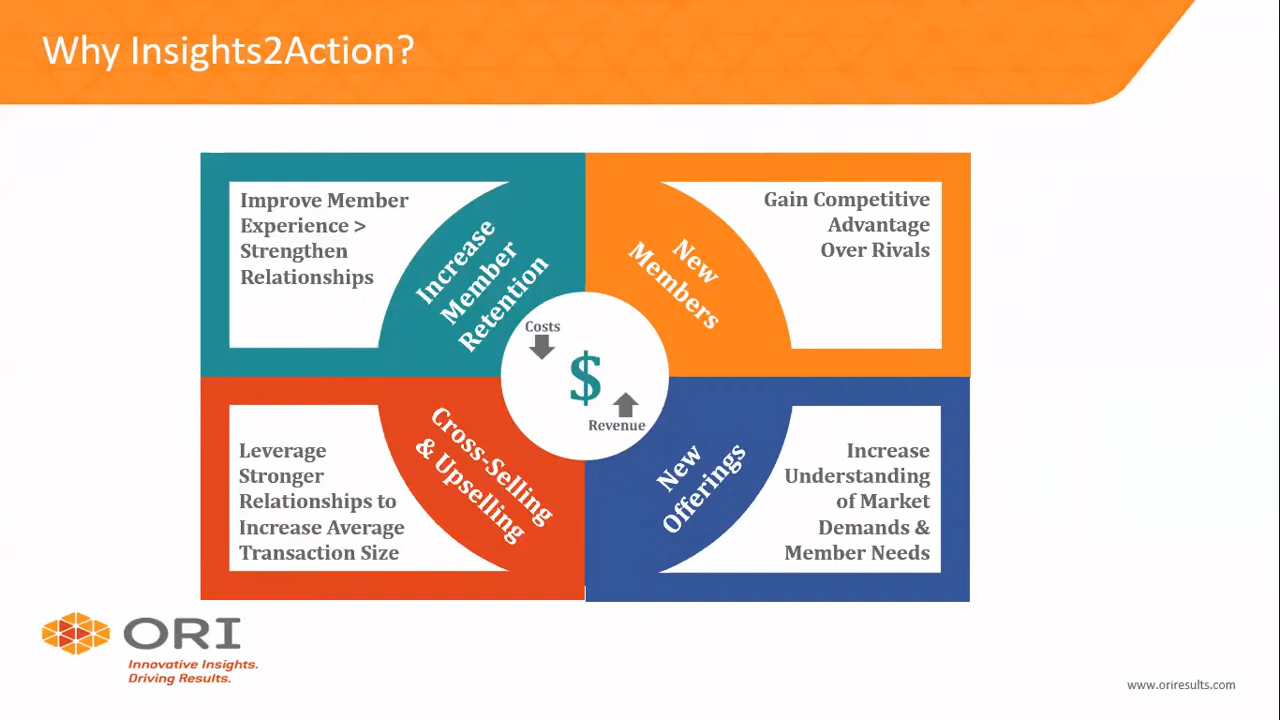 Why Insights2Action?
Improve Member
Experience >
Strengthen
Relationships
Increase
Member
Retention
New
Members
Gain Competitive
Advantage
Over Rivals
Costs
$
Revenue
Leverage
Stronger
Relationships to
Increase Average
Transaction Size
Cross-Selling
& Upselling
New
Offerings
Increase
Understanding
of Market
Demands &
Member Needs
ORI
Innovative Insights.
Driving Results.
www.oriresults.com